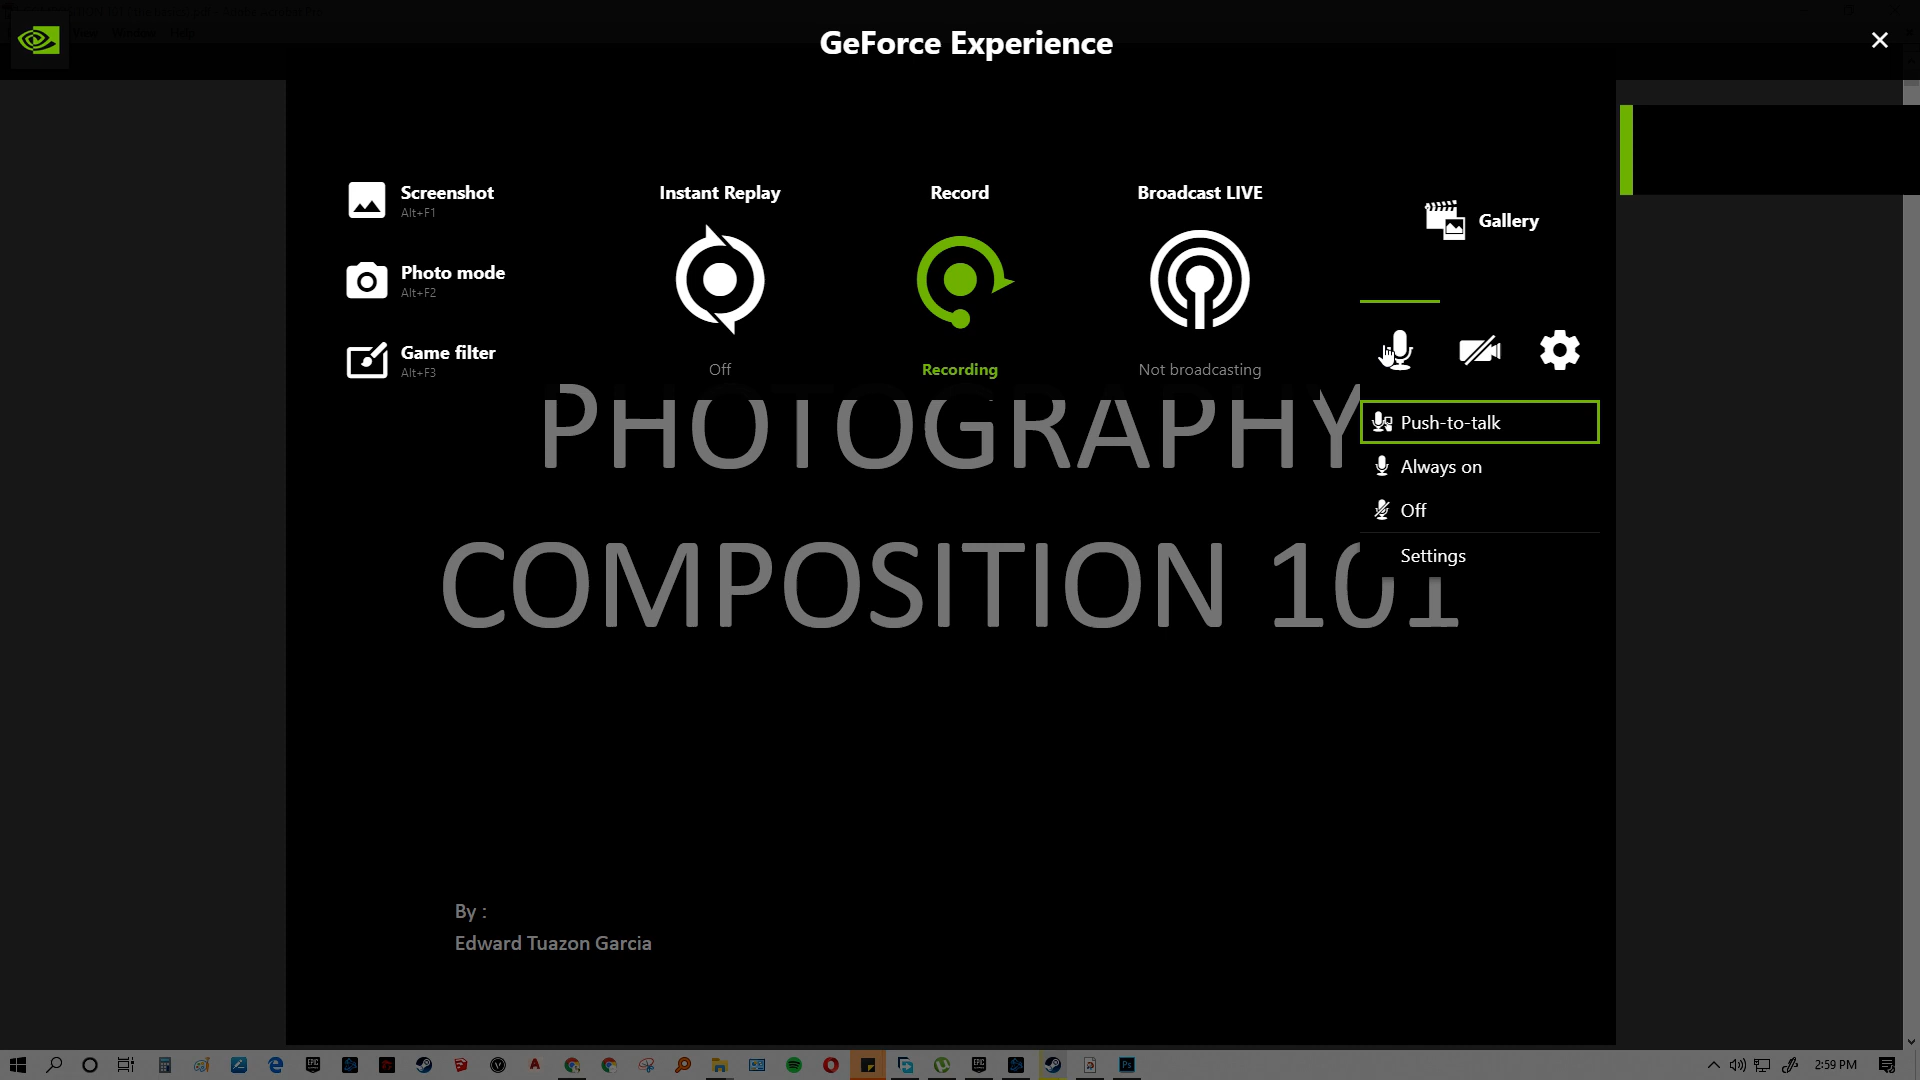 GeForce Experience
Screenshot
Alt+F1
Photo mode
Alt+F2
Game filter
Alt+F3
Instant Replay
Off
Record
Recording
Broadcast LIVE
Not broadcasting
Gallery
Push-to-talk
Always on
Off
Settings
PHOTOGRAPHY
COMPOSITION 101
By :
Edward Tuazon Garcia
2:59 PM